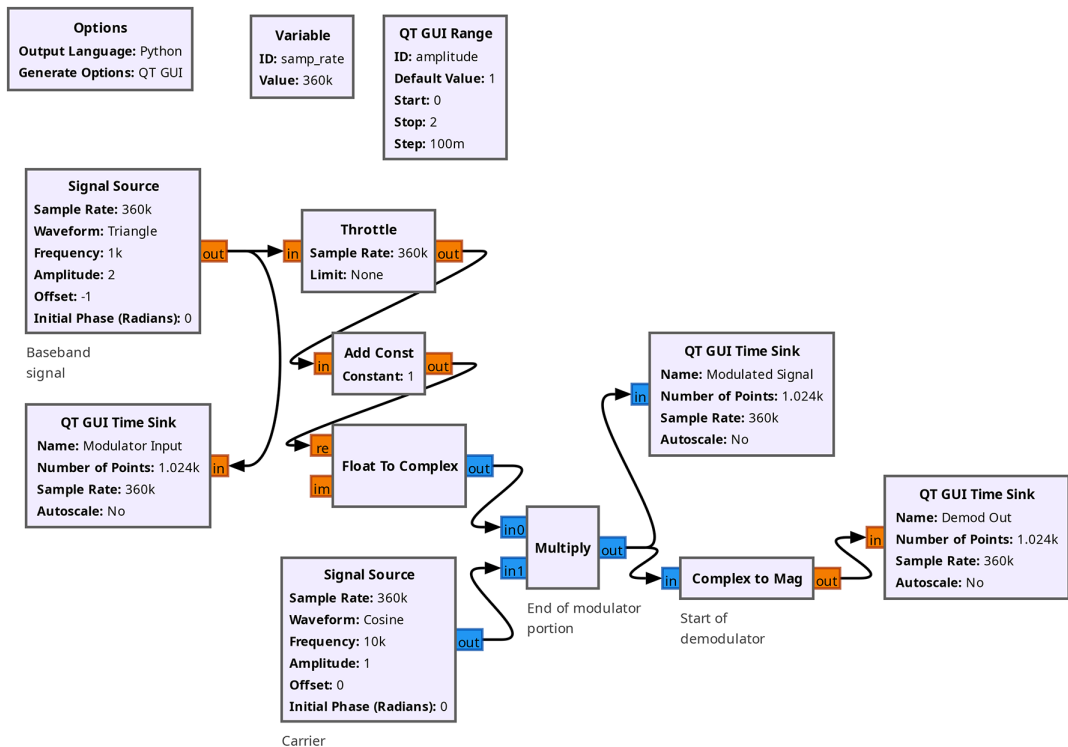 Options
Output Language: Python
Generate Options: QT GUI
Variable
ID: samp_rate
Value: 360k
QT GUI Range
ID: amplitude
Default Value: 1
Start: 0
Stop: 2
Step: 100m
Signal Source
Sample Rate: 360k
Waveform: Triangle
Frequency: 1k
Amplitude: 2
Offset: -1
Initial Phase (Radians): 0
out
Baseband
signal
in
Throttle
Sample Rate: 360k
Limit: None
out
in
Add Const
Constant: 1
out
QT GUI Time Sink
Name: Modulator Input
Number of Points: 1.024k
Sample Rate: 360k
Autoscale: No
in
re
im
Float To Complex
out
QT GUI Time Sink
Name: Modulated Signal
Number of Points: 1.024k
Sample Rate: 360k
Autoscale: No
in
in0
in1
Multiply
out
End of modulator
portion
Signal Source
Sample Rate: 360k
Waveform: Cosine
Frequency: 10k
Amplitude: 1
Offset: 0
Initial Phase (Radians): 0
out
Carrier
in
Complex to Mag
out
Start of
demodulator
in
QT GUI Time Sink
Name: Demod Out
Number of Points: 1.024k
Sample Rate: 360k
Autoscale: No